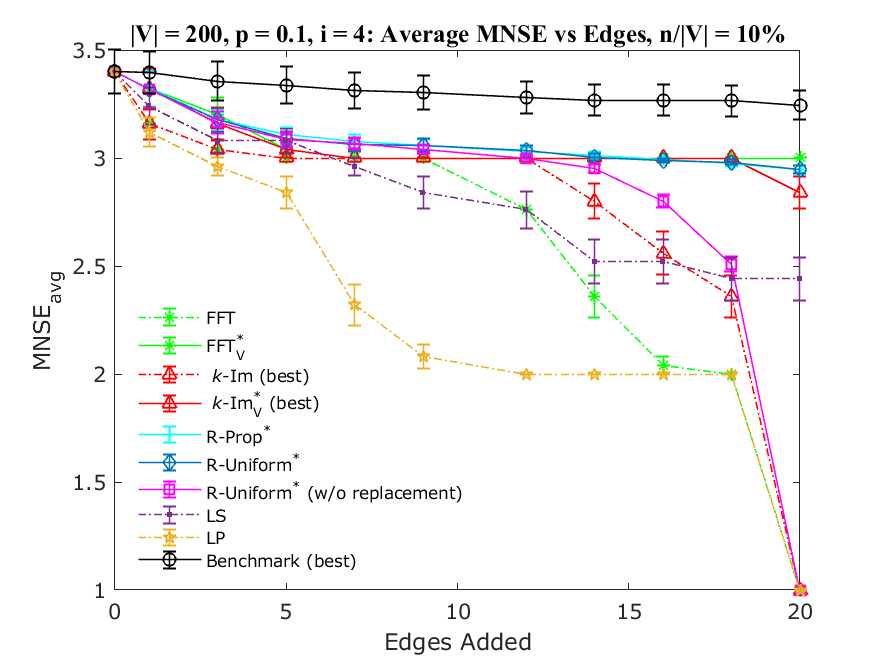 |V| = 200, p = 0.1, i = 4: Average MNSE vs Edges, n/|V| = 10%
3.5
3
2.5
2
1.5
1
MNSE_avg
FFT
FFT*_V
k-Im (best)
k-Im*_V (best)
R-Prop*
R-Uniform*
R-Uniform* (w/o replacement)
LS
LP
Benchmark (best)
0 5 10 15 20
Edges Added